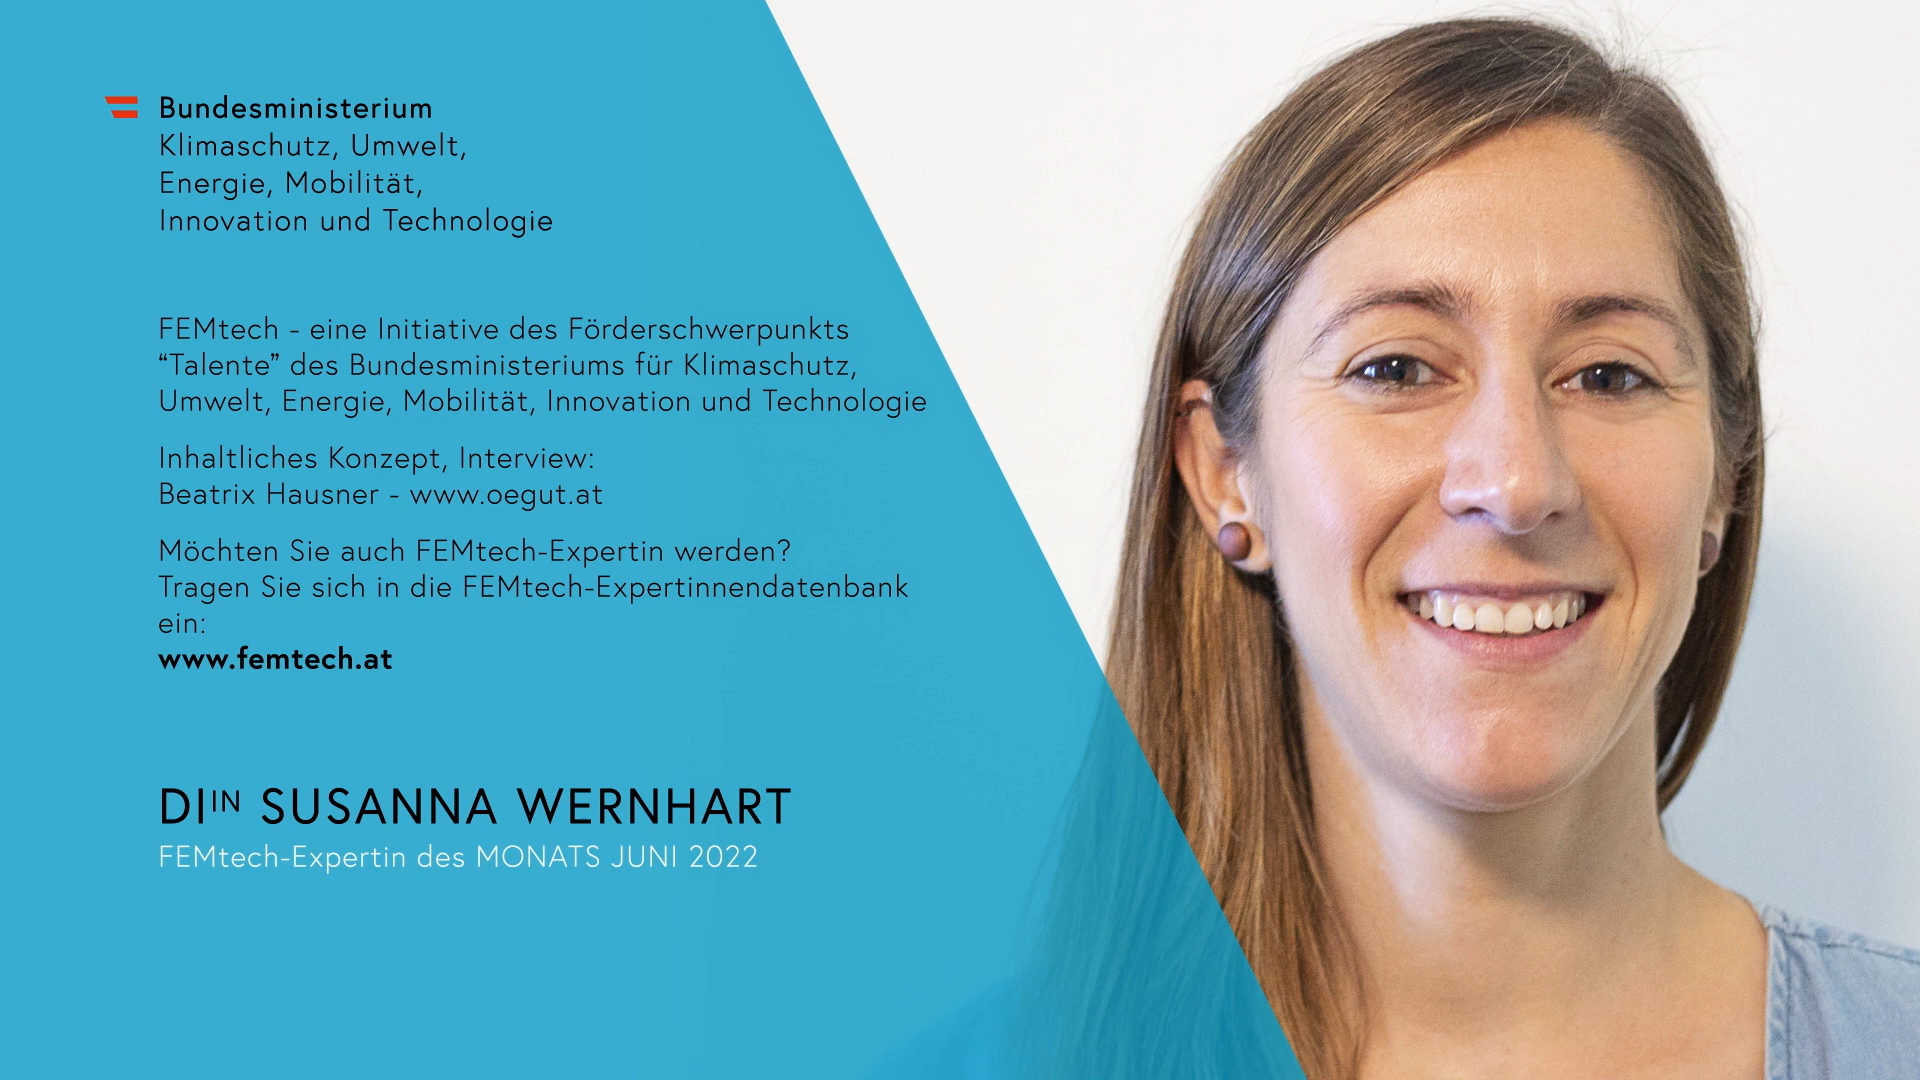 Bundesministerium
Klimaschutz, Umwelt,
Energie, Mobilität,
Innovation und Technologie
FEMtech - eine Initiative des Förderschwerpunkts
“Talente” des Bundesministeriums für Klimaschutz,
Umwelt, Energie, Mobilität, Innovation und Technologie
Inhaltliches Konzept, Interview:
Beatrix Hausner - www.oegut.at
Möchten Sie auch FEMtech-Expertin werden?
Tragen Sie sich in die FEMtech-Expertinnendatenbank
ein:
www.femtech.at
DIIN SUSANNA WERNHART
FEMtech-Expertin des MONATS JUNI 2022